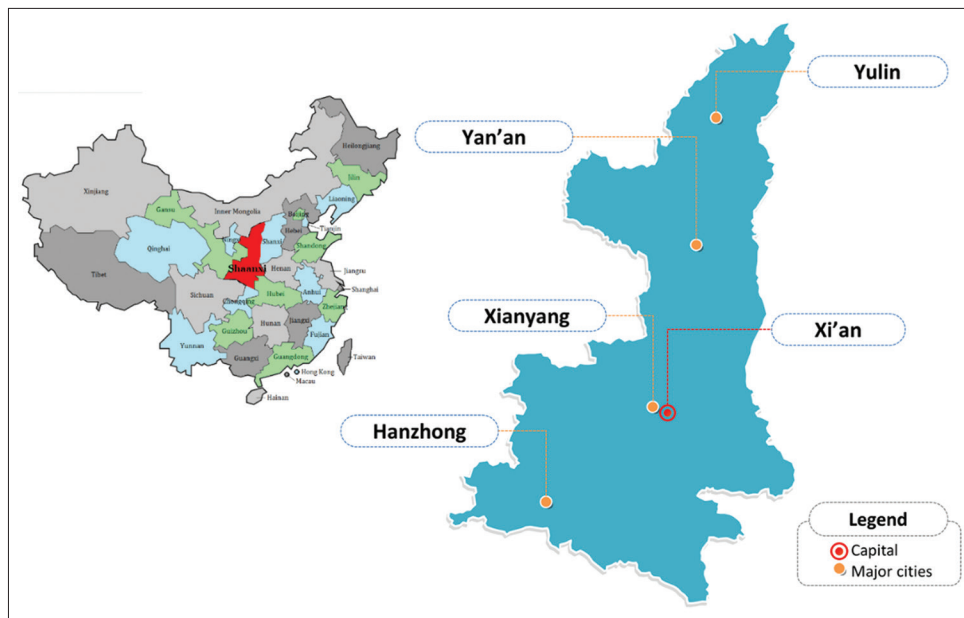 Yulin
Yan'an
Xianyang
Xi'an
Hanzhong
Legend
Capital
Major cities
Heilongjiang
Jilin
Liaoning
Xinjiang
Inner Mongolia
Gansu
Beijing
Tianjin
Hebei
Shanxi
Shandong
Qinghai
Shaanxi
Henan
Jiangsu
Tibet
Shanghai
Sichuan
Chongqing
Hubei
Anhui
Zhejiang
Hunan
Jiangxi
Guizhou
Fujian
Yunnan
Guangxi
Guangdong
Taiwan
Hong Kong
Macau
Hainan